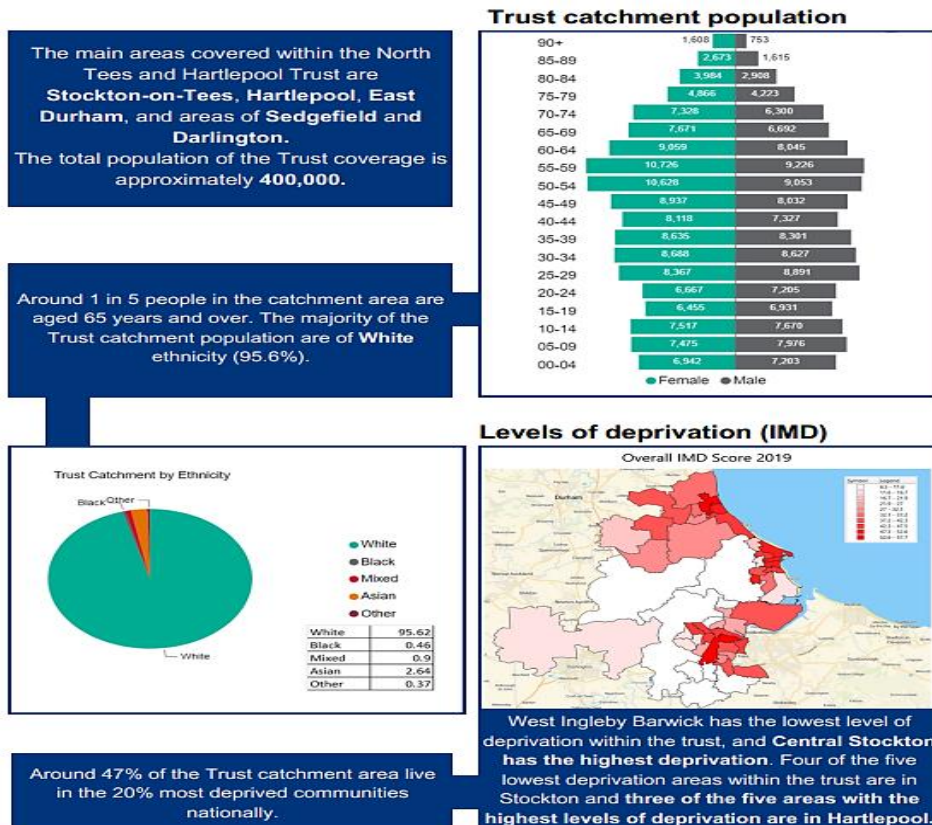 Trust catchment population
The main areas covered within the North
Tees and Hartlepool Trust are
Stockton-on-Tees, Hartlepool, East
Durham, and areas of Sedgefield and
Darlington.
The total population of the Trust coverage is
approximately 400,000.
90+ 1,608 753
85-89 2,673 1,615
80-84 3,984 2,908
75-79 4,866 4,223
70-74 7,328 6,300
65-69 7,671 6,692
60-64 9,059 8,045
55-59 10,726 9,226
50-54 10,628 9,053
45-49 8,937 8,032
40-44 8,118 7,327
35-39 8,635 8,301
30-34 8,688 8,627
25-29 8,367 8,891
20-24 6,667 7,205
15-19 6,455 6,931
10-14 7,517 7,670
05-09 7,475 7,976
00-04 6,942 7,203
Female Male
Around 1 in 5 people in the catchment area are
aged 65 years and over. The majority of the
Trust catchment population are of White
ethnicity (95.6%).
Trust Catchment by Ethnicity
Black Other
White
White
Black
Mixed
Asian
Other
White 95.62
Black 0.46
Mixed 0.9
Asian 2.64
Other 0.37
Levels of deprivation (IMD)
Overall IMD Score 2019
Symbol Legend
Durham
West Ingleby Barwick has the lowest level of
deprivation within the trust, and Central Stockton
has the highest deprivation. Four of the five
lowest deprivation areas within the trust are in
Stockton and three of the five areas with the
highest levels of deprivation are in Hartlepool.
Around 47% of the Trust catchment area live
in the 20% most deprived communities
nationally.